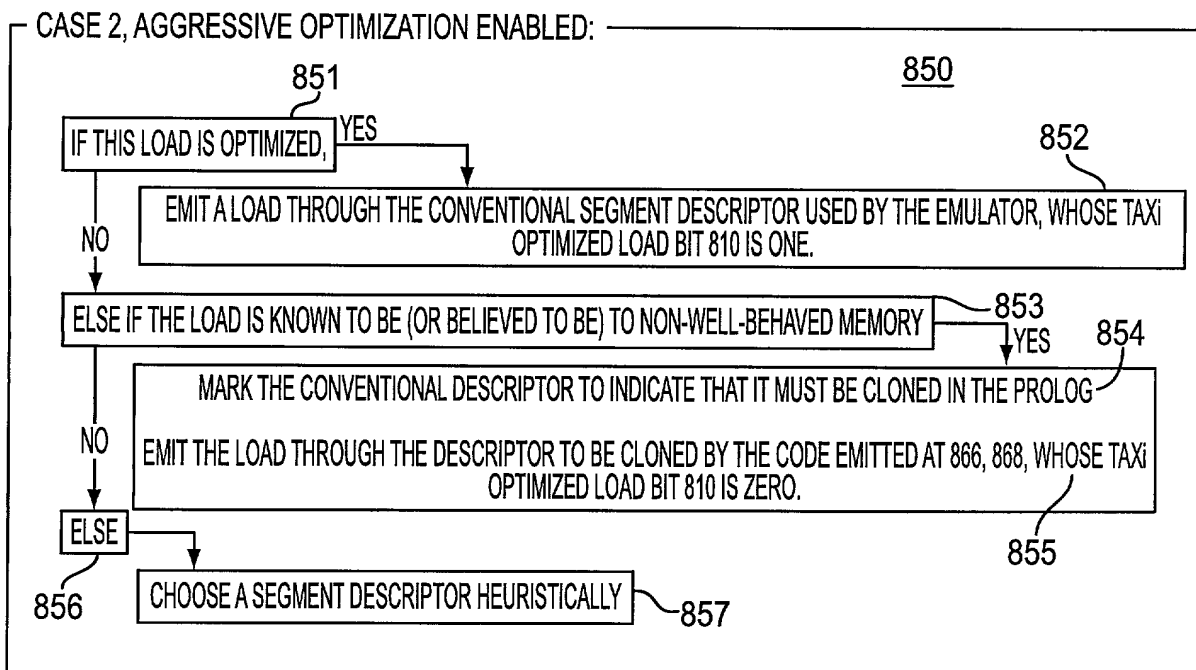 CASE 2, AGGRESSIVE OPTIMIZATION ENABLED:
850
851
IF THIS LOAD IS OPTIMIZED,
YES
852
EMIT A LOAD THROUGH THE CONVENTIONAL SEGMENT DESCRIPTOR USED BY THE EMULATOR, WHOSE TAXi
OPTIMIZED LOAD BIT 810 IS ONE.
NO
853
ELSE IF THE LOAD IS KNOWN TO BE (OR BELIEVED TO BE) TO NON-WELL-BEHAVED MEMORY
YES
854
MARK THE CONVENTIONAL DESCRIPTOR TO INDICATE THAT IT MUST BE CLONED IN THE PROLOG
NO
EMIT THE LOAD THROUGH THE DESCRIPTOR TO BE CLONED BY THE CODE EMITTED AT 866, 868, WHOSE TAXi
OPTIMIZED LOAD BIT 810 IS ZERO.
855
ELSE
856
CHOOSE A SEGMENT DESCRIPTOR HEURISTICALLY
857